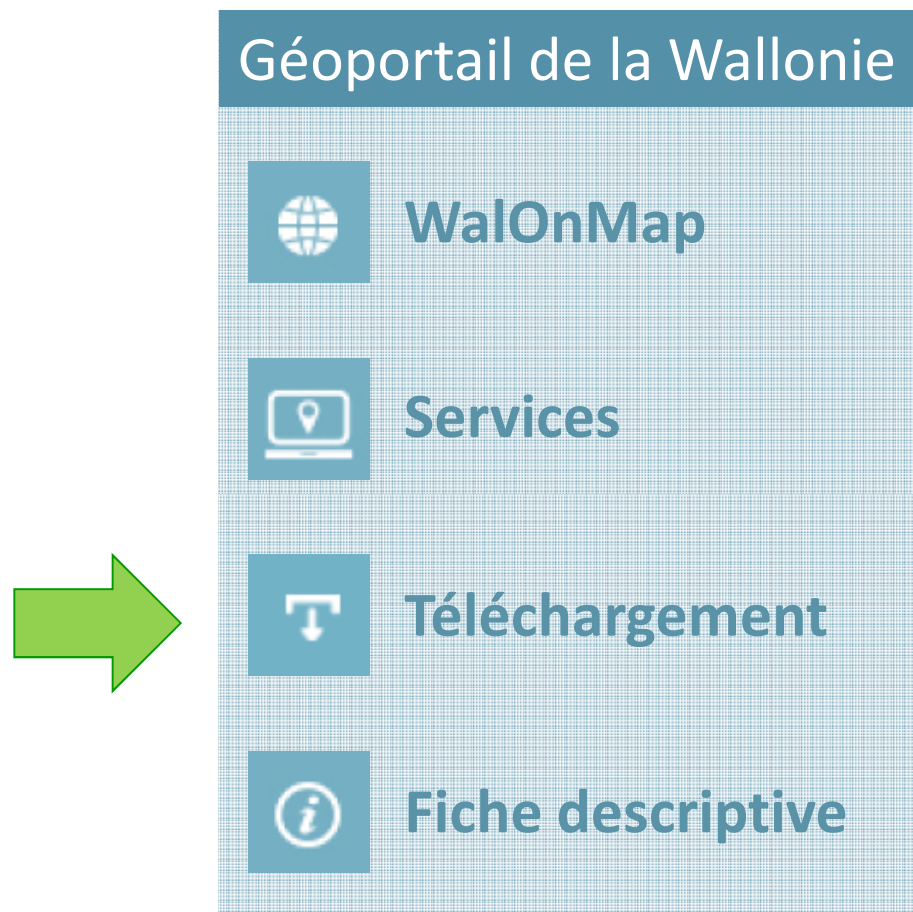 Géoportail de la Wallonie
WalOnMap
Services
Téléchargement
Fiche descriptive